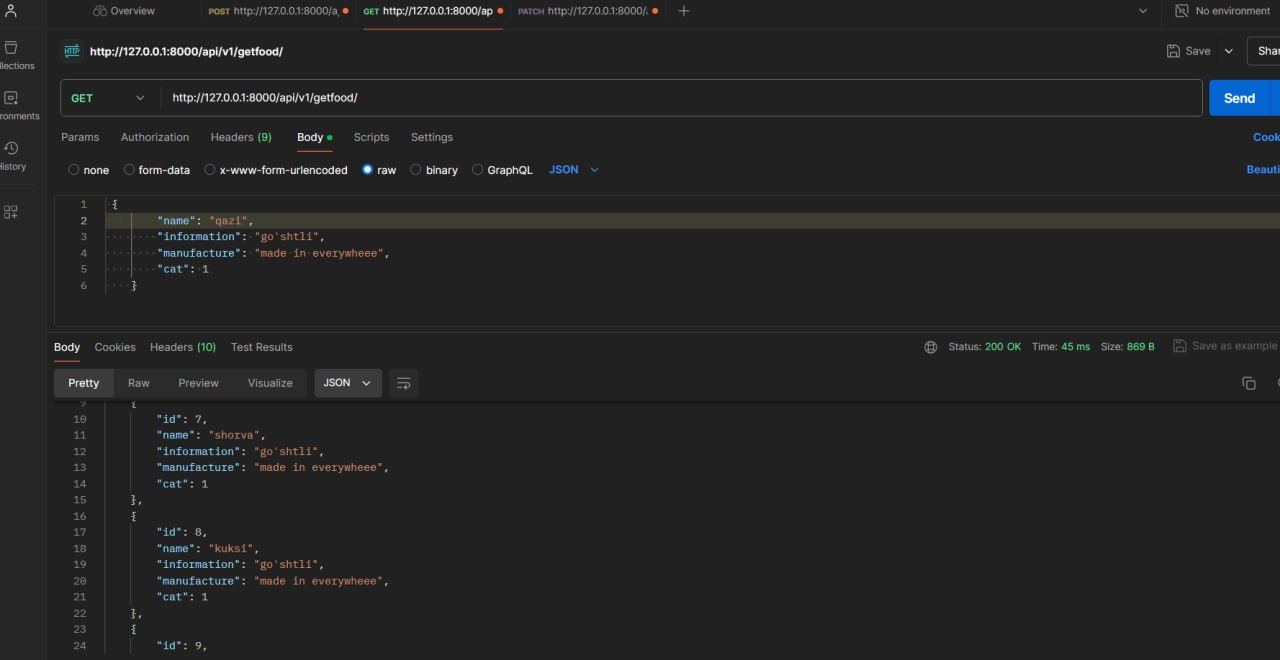 Overview POST http://127.0.0.1:8000/a GET http://127.0.0.1:8000/ap PATCH http://127.0.0.1:8000/ No environment
http://127.0.0.1:8000/api/v1/getfood/ Save Shar
llections
GET http://127.0.0.1:8000/api/v1/getfood/ Send
ronments
Params Authorization Headers (9) Body Scripts Settings Cook
History
none form-data x-www-form-urlencoded raw binary GraphQL JSON Beauti
1 {
2 "name": "qazi",
3 "information": "go'shtli",
4 "manufacture": "made in everywheee",
5 "cat": 1
6 }
Body Cookies Headers (10) Test Results Status: 200 OK Time: 45 ms Size: 869 B Save as example
Pretty Raw Preview Visualize JSON
9 {
10 "id": 7,
11 "name": "shorva",
12 "information": "go'shtli",
13 "manufacture": "made in everywheee",
14 "cat": 1
15 },
16 {
17 "id": 8,
18 "name": "kuksi",
19 "information": "go'shtli",
20 "manufacture": "made in everywheee",
21 "cat": 1
22 },
23 {
24 "id": 9,